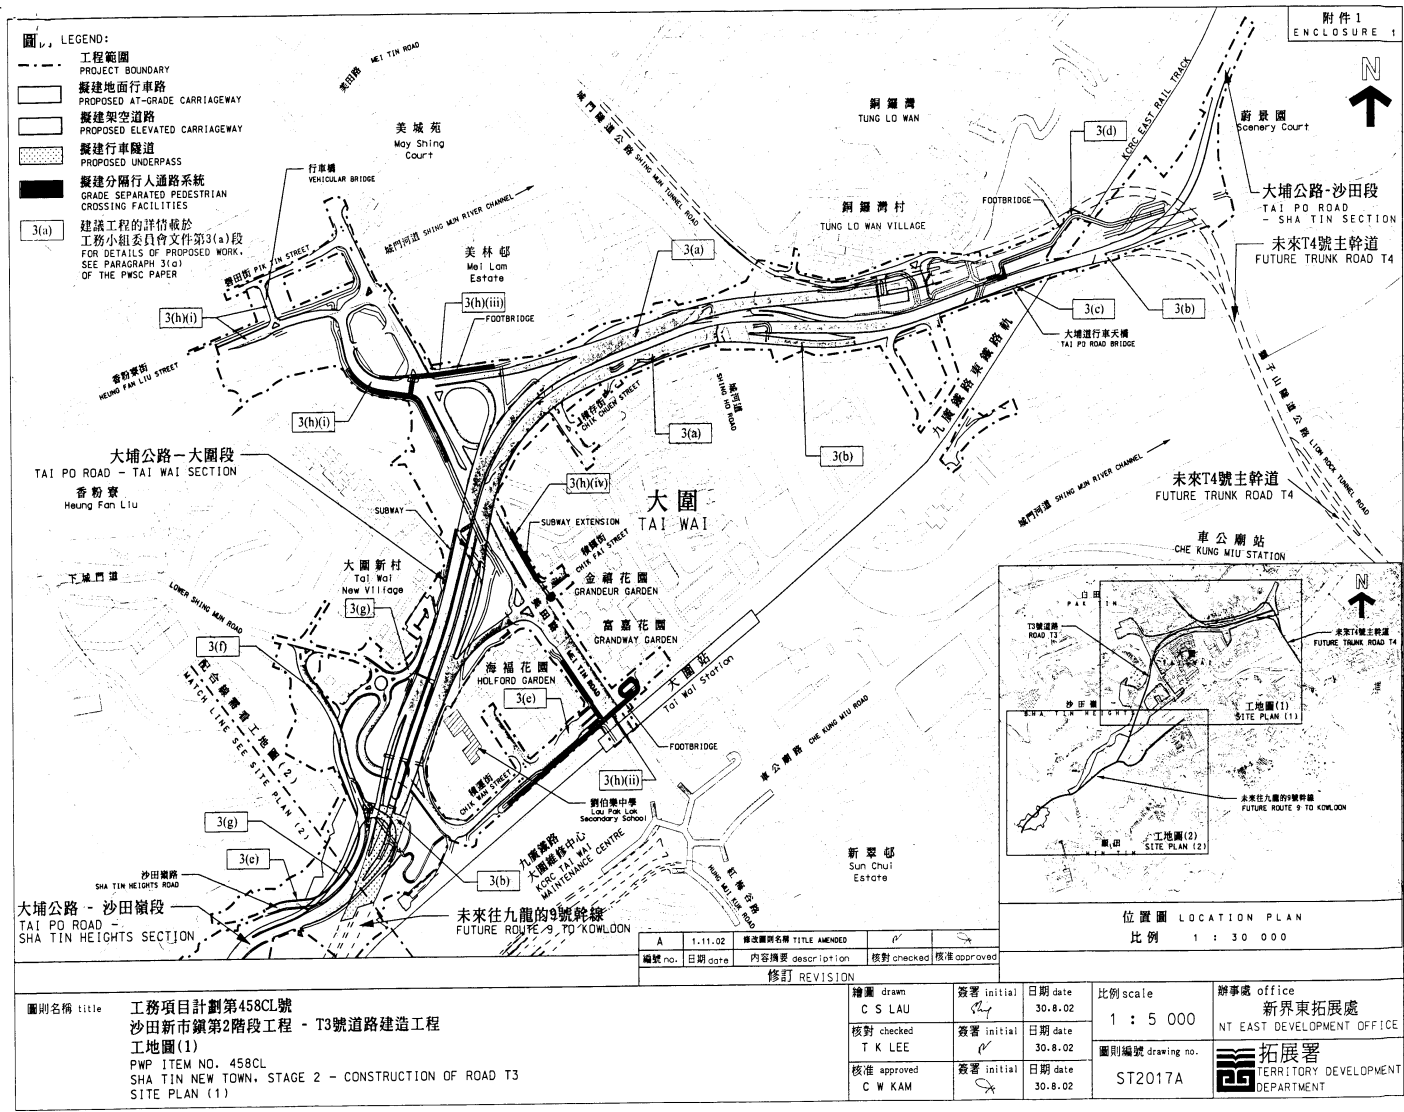 附件1
ENCLOSURE 1
LEGEND:
工程範圍
PROJECT BOUNDARY
擬建地面行車路
PROPOSED AT-GRADE CARRIAGEWAY
擬建架空道路
PROPOSED ELEVATED CARRIAGEWAY
擬建行車隧道
PROPOSED UNDERPASS
擬建分隔行人通路系統
GRADE SEPARATED PEDESTRIAN
CROSSING FACILITIES
3(a)
建議工程的詳情載於
工務小組委員會文件第3(a)段
FOR DETAILS OF PROPOSED WORK,
SEE PARAGRAPH 3(a)
OF THE PWSC PAPER
美田路 MEI TIN ROAD
美城苑
May Shing
Court
行車橋
VEHICULAR BRIDGE
城門隧道公路 SHING MUN TUNNEL ROAD
銅鑼灣
TUNG LO WAN
3(d)
KCRC EAST RAIL TRACK
N
蔚景園
Scenery Court
大埔公路-沙田段
TAI PO ROAD
- SHA TIN SECTION
FOOTBRIDGE
銅鑼灣村
TUNG LO WAN VILLAGE
未來T4號主幹道
FUTURE TRUNK ROAD T4
城門河道 SHING MUN RIVER CHANNEL
美林邨
Mei Lam
Estate
3(a)
PIK TIN STREET
3(h)(i)
3(h)(iii)
FOOTBRIDGE
3(c)
3(b)
大埔道行車天橋
TAI PO ROAD BRIDGE
九廣鐵路東鐵路軌
獅子山隧道公路 LION ROCK TUNNEL ROAD
香粉寮街
HEUNG FAN LIU STREET
3(h)(i)
積存街
CHIK CHUEN STREET
城河道
SHING HO ROAD
3(a)
3(b)
大埔公路－大圍段
TAI PO ROAD - TAI WAI SECTION
香粉寮
Heung Fan Liu
SUBWAY
3(h)(iv)
SUBWAY EXTENSION
大圍
TAI WAI
城門河道 SHING MUN RIVER CHANNEL
未來T4號主幹道
FUTURE TRUNK ROAD T4
車公廟站
CHE KUNG MIU STATION
下城門道
LOWER SHING MUN ROAD
大圍新村
Tai Wai
New Village
3(g)
積輝街
CHIK FAI STREET
金禧花園
GRANDEUR GARDEN
富嘉花園
GRANDWAY GARDEN
美田路
MEI TIN ROAD
海福花園
HOLFORD GARDEN
3(e)
大圍站
Tai Wai Station
3(f)
配合線需看工地圖(2)
MATCH LINE SEE SITE PLAN (2)
FOOTBRIDGE
3(h)(ii)
車公廟路 CHE KUNG MIU ROAD
積運街
CHIK WAN STREET
劉伯樂中學
Lau Pak Lok
Secondary School
3(g)
3(e)
沙田嶺路
SHA TIN HEIGHTS ROAD
3(b)
九廣鐵路
大圍維修中心
KCRC TAI WAI
MAINTENANCE CENTRE
紅梅谷路
HUNG MUI KUK ROAD
新翠邨
Sun Chui
Estate
大埔公路 - 沙田嶺段
TAI PO ROAD -
SHA TIN HEIGHTS SECTION
未來往九龍的9號幹線
FUTURE ROUTE 9 TO KOWLOON
N
白田
PAK TIN
T3號道路
ROAD T3
未來T4號主幹道
FUTURE TRUNK ROAD T4
大圍
TAI WAI
沙田嶺
SHA TIN HEIGHTS
工地圖(1)
SITE PLAN (1)
未來往九龍的9號幹線
FUTURE ROUTE 9 TO KOWLOON
工地圖(2)
SITE PLAN (2)
顯田
HIN TIN
位置圖 LOCATION PLAN
比例 1 : 30 000
A 1.11.02 修改圖則名稱 TITLE AMENDED
編號 no. 日期 date 內容摘要 description 核對 checked 核准 approved
修訂 REVISION
圖則名稱 title
工務項目計劃第458CL號
沙田新市鎮第2階段工程 - T3號道路建造工程
工地圖(1)
PWP ITEM NO. 458CL
SHA TIN NEW TOWN, STAGE 2 - CONSTRUCTION OF ROAD T3
SITE PLAN (1)
繪圖 drawn 簽署 initial 日期 date
C S LAU 30.8.02
核對 checked 簽署 initial 日期 date
T K LEE 30.8.02
核准 approved 簽署 initial 日期 date
C W KAM 30.8.02
比例 scale
1 : 5 000
圖則編號 drawing no.
ST2017A
辦事處 office
新界東拓展處
NT EAST DEVELOPMENT OFFICE
拓展署
TERRITORY DEVELOPMENT
DEPARTMENT